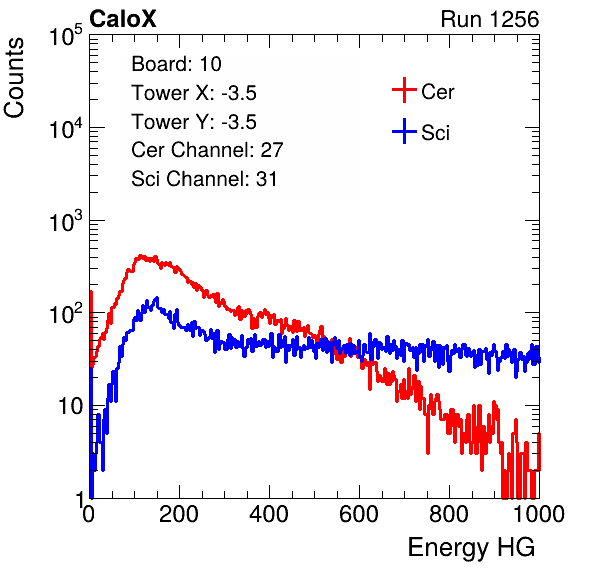 CaloX Run 1256
Counts
Board: 10
Tower X: -3.5
Tower Y: -3.5
Cer Channel: 27
Sci Channel: 31
Cer
Sci
10^5
10^4
10^3
10^2
10
1
0 200 400 600 800 1000
Energy HG